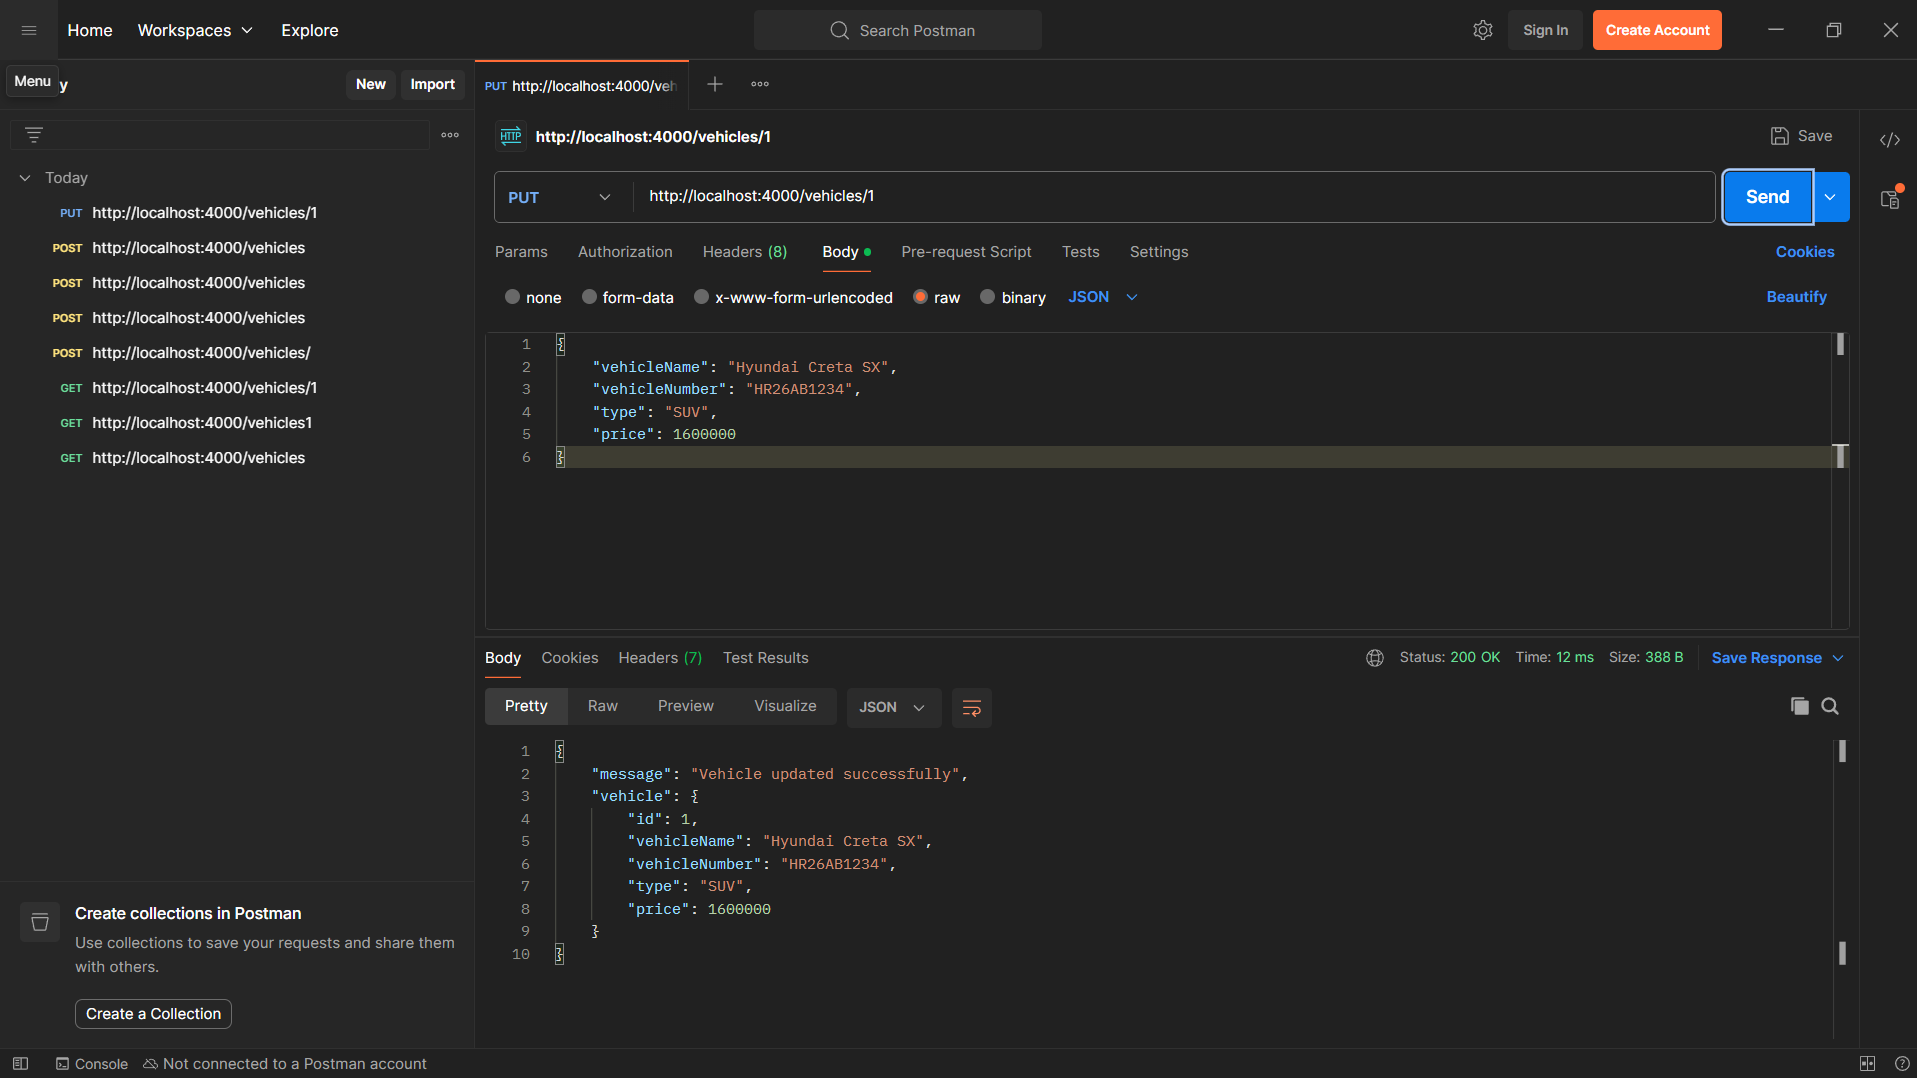 Home Workspaces Explore
Search Postman
Sign In Create Account
Menu y
New Import
PUT http://localhost:4000/veh
http://localhost:4000/vehicles/1
Save
Today
PUT http://localhost:4000/vehicles/1
POST http://localhost:4000/vehicles
POST http://localhost:4000/vehicles
POST http://localhost:4000/vehicles
POST http://localhost:4000/vehicles/
GET http://localhost:4000/vehicles/1
GET http://localhost:4000/vehicles1
GET http://localhost:4000/vehicles
PUT http://localhost:4000/vehicles/1 Send
Params Authorization Headers (8) Body Pre-request Script Tests Settings Cookies
none form-data x-www-form-urlencoded raw binary JSON Beautify
1 {
2 "vehicleName": "Hyundai Creta SX",
3 "vehicleNumber": "HR26AB1234",
4 "type": "SUV",
5 "price": 1600000
6 }
Body Cookies Headers (7) Test Results Status: 200 OK Time: 12 ms Size: 388 B Save Response
Pretty Raw Preview Visualize JSON
1 {
2 "message": "Vehicle updated successfully",
3 "vehicle": {
4 "id": 1,
5 "vehicleName": "Hyundai Creta SX",
6 "vehicleNumber": "HR26AB1234",
7 "type": "SUV",
8 "price": 1600000
9 }
10 }
Create collections in Postman
Use collections to save your requests and share them
with others.
Create a Collection
Console Not connected to a Postman account